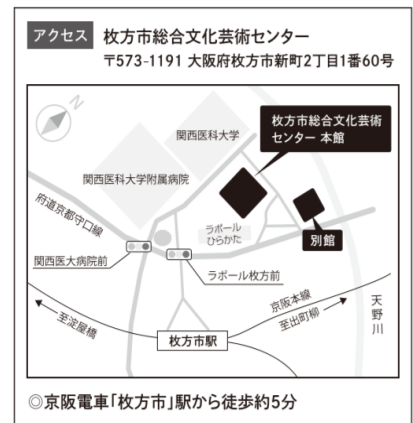 アクセス 枚方市総合文化芸術センター
〒573-1191 大阪府枚方市新町2丁目1番60号
N
関西医科大学
枚方市総合文化芸術
センター 本館
関西医科大学附属病院
府道京都守口線
ラポール
ひらかた
別館
関西医大病院前
ラポール枚方前
京阪本線
至出町柳
天野川
至淀屋橋
枚方市駅
◎京阪電車「枚方市」駅から徒歩約5分